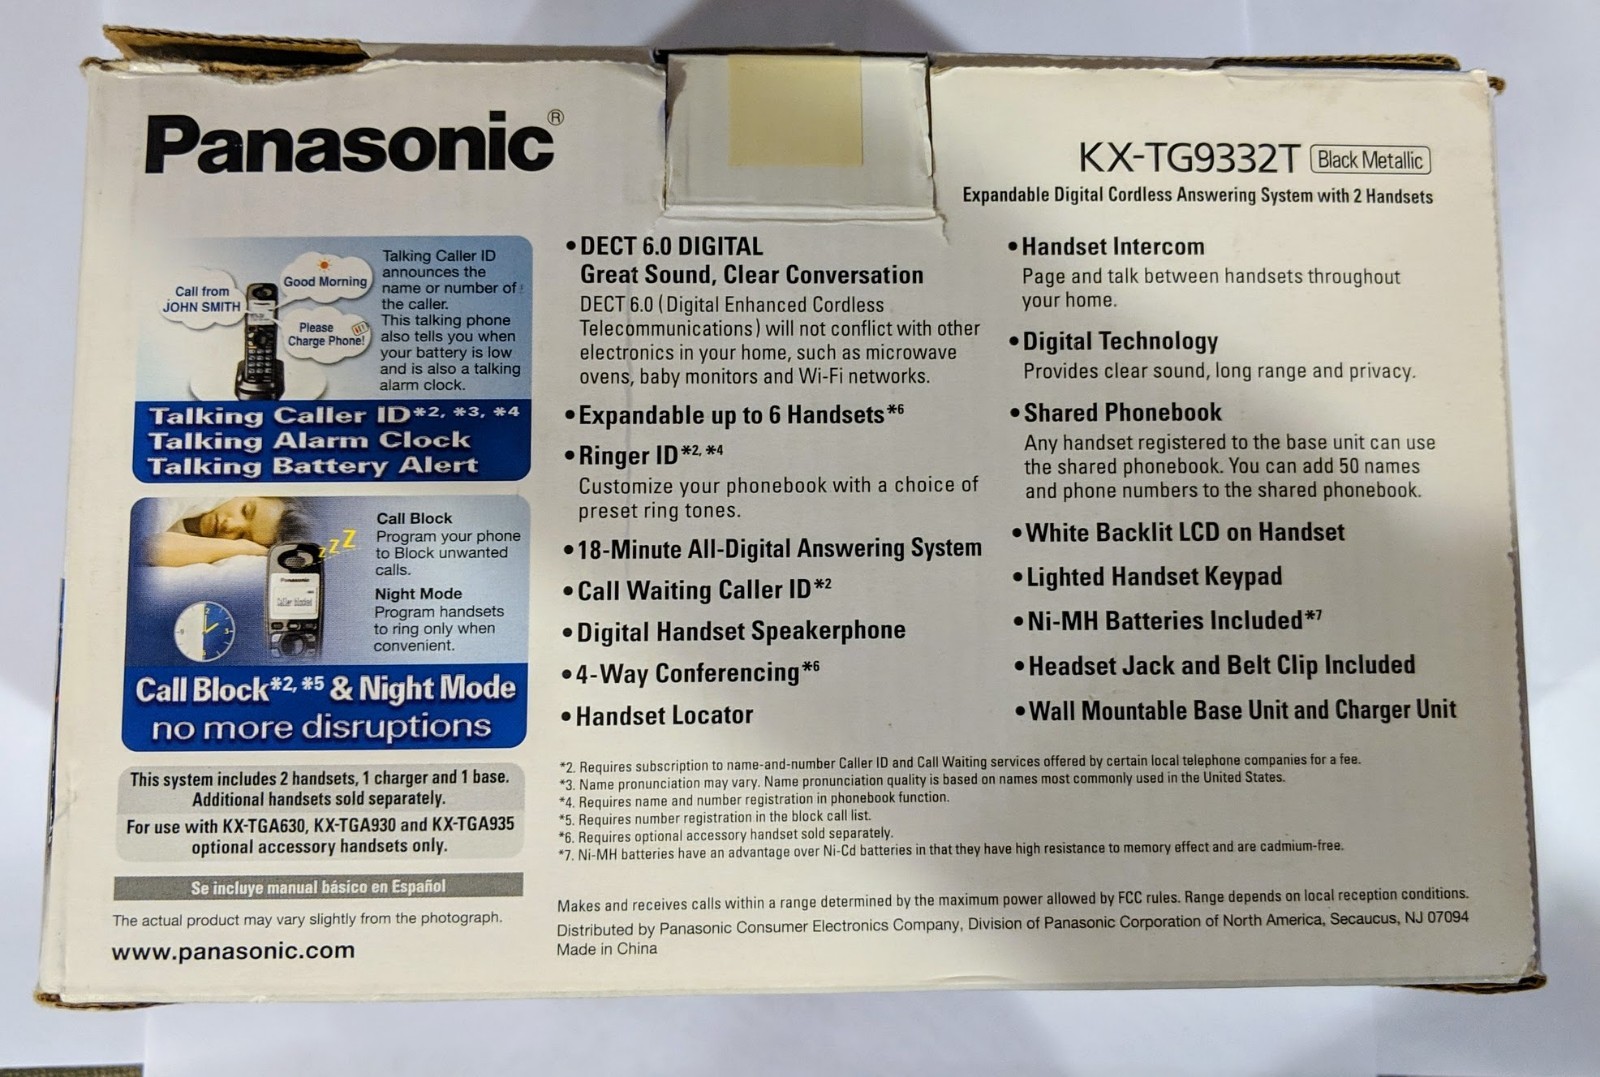 Panasonic®
KX-TG9332T Black Metallic
Expandable Digital Cordless Answering System with 2 Handsets
Call from
JOHN SMITH
Good Morning
Please
Charge Phone!
Talking Caller ID
announces the
name or number of
the caller.
This talking phone
also tells you when
your battery is low
and is also a talking
alarm clock.
Talking Caller ID*2, *3, *4
Talking Alarm Clock
Talking Battery Alert
zzZ
Panasonic
Caller blocked
Call Block
Program your phone
to Block unwanted
calls.
Night Mode
Program handsets
to ring only when
convenient.
Call Block*2, *5 & Night Mode
no more disruptions
This system includes 2 handsets, 1 charger and 1 base.
Additional handsets sold separately.
For use with KX-TGA630, KX-TGA930 and KX-TGA935
optional accessory handsets only.
Se incluye manual básico en Español
The actual product may vary slightly from the photograph.
www.panasonic.com
• DECT 6.0 DIGITAL
Great Sound, Clear Conversation
DECT 6.0 (Digital Enhanced Cordless
Telecommunications) will not conflict with other
electronics in your home, such as microwave
ovens, baby monitors and Wi-Fi networks.
• Expandable up to 6 Handsets*6
• Ringer ID*2, *4
Customize your phonebook with a choice of
preset ring tones.
• 18-Minute All-Digital Answering System
• Call Waiting Caller ID*2
• Digital Handset Speakerphone
• 4-Way Conferencing*6
• Handset Locator
• Handset Intercom
Page and talk between handsets throughout
your home.
• Digital Technology
Provides clear sound, long range and privacy.
• Shared Phonebook
Any handset registered to the base unit can use
the shared phonebook. You can add 50 names
and phone numbers to the shared phonebook.
• White Backlit LCD on Handset
• Lighted Handset Keypad
• Ni-MH Batteries Included*7
• Headset Jack and Belt Clip Included
• Wall Mountable Base Unit and Charger Unit
*2. Requires subscription to name-and-number Caller ID and Call Waiting services offered by certain local telephone companies for a fee.
*3. Name pronunciation may vary. Name pronunciation quality is based on names most commonly used in the United States.
*4. Requires name and number registration in phonebook function.
*5. Requires number registration in the block call list.
*6. Requires optional accessory handset sold separately.
*7. Ni-MH batteries have an advantage over Ni-Cd batteries in that they have high resistance to memory effect and are cadmium-free.
Makes and receives calls within a range determined by the maximum power allowed by FCC rules. Range depends on local reception conditions.
Distributed by Panasonic Consumer Electronics Company, Division of Panasonic Corporation of North America, Secaucus, NJ 07094
Made in China